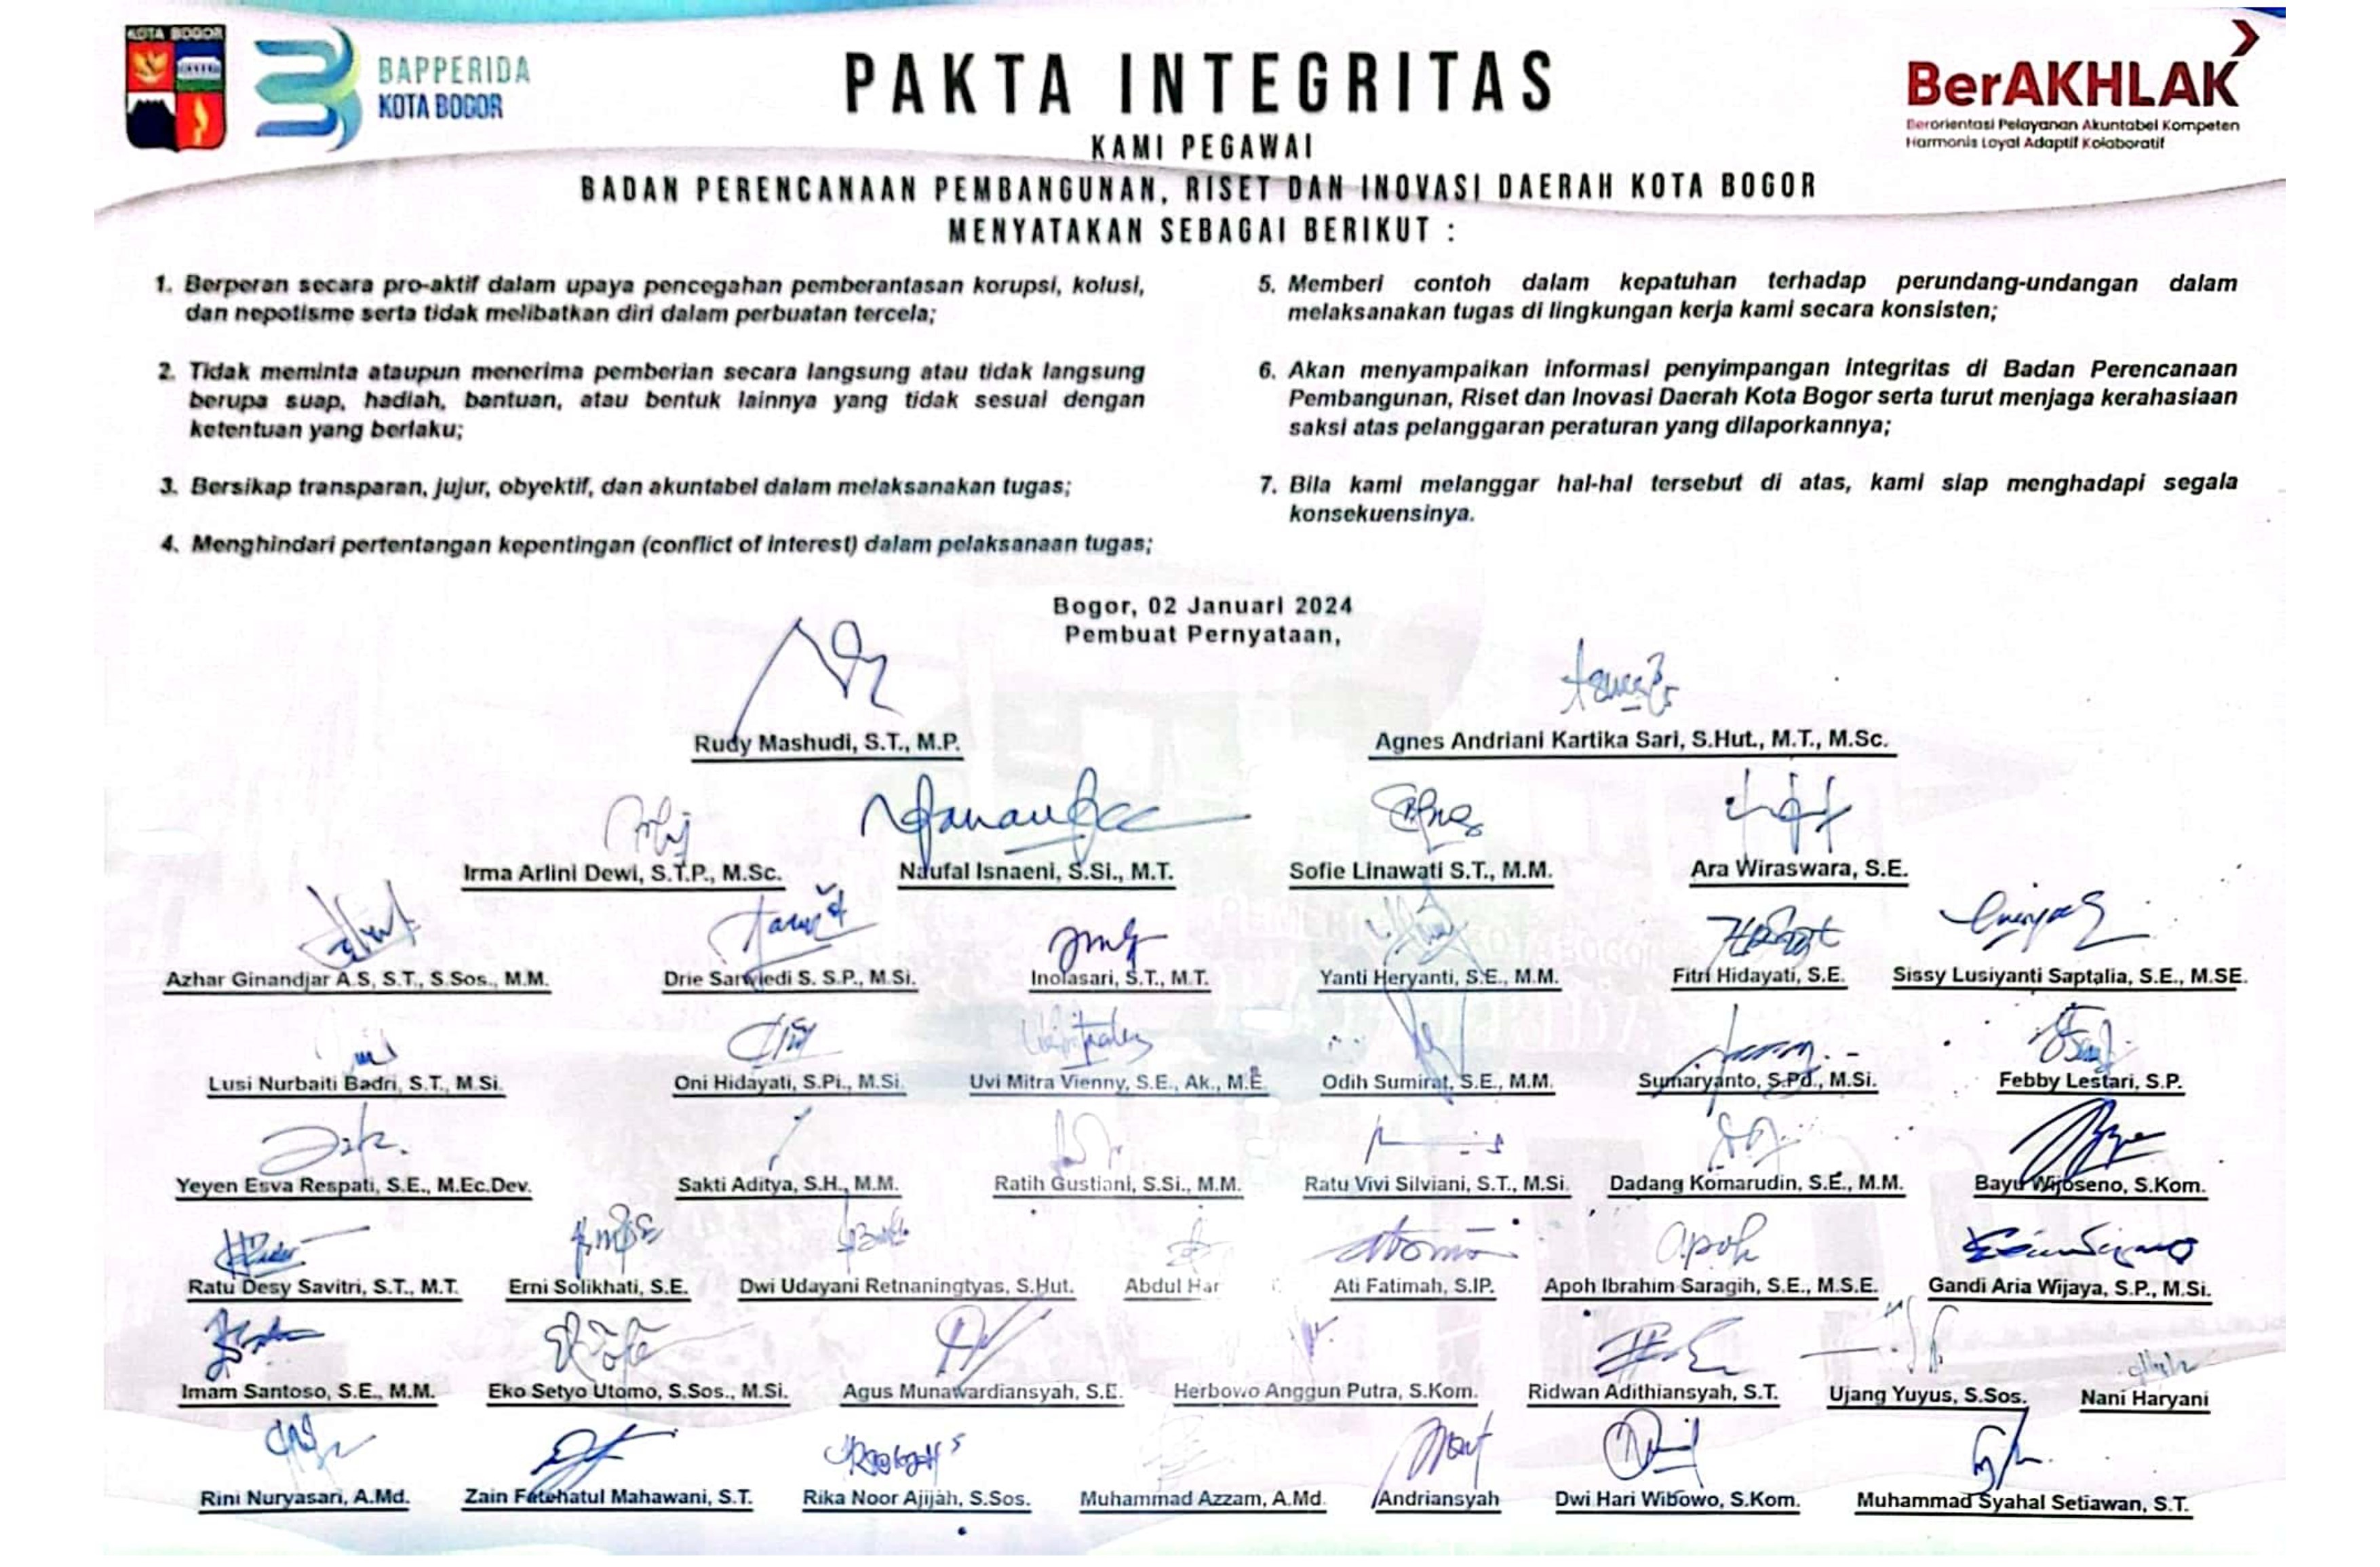 KOTA BOGOR
BAPPERIDA
KOTA BOGOR
PAKTA INTEGRITAS
BerAKHLAK
Berorientasi Pelayanan Akuntabel Kompeten
Harmonis Loyal Adaptif Kolaboratif
KAMI PEGAWAI
BADAN PERENCANAAN PEMBANGUNAN, RISET DAN INOVASI DAERAH KOTA BOGOR
MENYATAKAN SEBAGAI BERIKUT :
1. Berperan secara pro-aktif dalam upaya pencegahan pemberantasan korupsi, kolusi,
dan nepotisme serta tidak melibatkan diri dalam perbuatan tercela;
2. Tidak meminta ataupun menerima pemberian secara langsung atau tidak langsung
berupa suap, hadiah, bantuan, atau bentuk lainnya yang tidak sesuai dengan
ketentuan yang berlaku;
3. Bersikap transparan, jujur, obyektif, dan akuntabel dalam melaksanakan tugas;
4. Menghindari pertentangan kepentingan (conflict of interest) dalam pelaksanaan tugas;
5. Memberi contoh dalam kepatuhan terhadap perundang-undangan dalam
melaksanakan tugas di lingkungan kerja kami secara konsisten;
6. Akan menyampaikan informasi penyimpangan integritas di Badan Perencanaan
Pembangunan, Riset dan Inovasi Daerah Kota Bogor serta turut menjaga kerahasiaan
saksi atas pelanggaran peraturan yang dilaporkannya;
7. Bila kami melanggar hal-hal tersebut di atas, kami siap menghadapi segala
konsekuensinya.
Bogor, 02 Januari 2024
Pembuat Pernyataan,
Rudy Mashudi, S.T., M.P. Agnes Andriani Kartika Sari, S.Hut., M.T., M.Sc.
Irma Arlini Dewi, S.T.P., M.Sc. Naufal Isnaeni, S.Si., M.T. Sofie Linawati S.T., M.M. Ara Wiraswara, S.E.
Azhar Ginandjar A.S, S.T., S.Sos., M.M. Drie Sarwiedi S. S.P., M.Si. Inolasari, S.T., M.T. Yanti Heryanti, S.E., M.M. Fitri Hidayati, S.E. Sissy Lusiyanti Saptalia, S.E., M.SE.
Lusi Nurbaiti Badri, S.T., M.Si. Oni Hidayati, S.Pi., M.Si. Uvi Mitra Vienny, S.E., Ak., M.E. Odih Sumirat, S.E., M.M. Sumaryanto, S.Pd., M.Si. Febby Lestari, S.P.
Yeyen Esva Respati, S.E., M.Ec.Dev. Sakti Aditya, S.H., M.M. Ratih Gustiani, S.Si., M.M. Ratu Vivi Silviani, S.T., M.Si. Dadang Komarudin, S.E., M.M. Bayu Wijoseno, S.Kom.
Ratu Desy Savitri, S.T., M.T. Erni Solikhati, S.E. Dwi Udayani Retnaningtyas, S.Hut. Abdul Har Ati Fatimah, S.IP. Apoh Ibrahim Saragih, S.E., M.S.E. Gandi Aria Wijaya, S.P., M.Si.
Imam Santoso, S.E., M.M. Eko Setyo Utomo, S.Sos., M.Si. Agus Munawardiansyah, S.E. Herbowo Anggun Putra, S.Kom. Ridwan Adithiansyah, S.T. Ujang Yuyus, S.Sos. Nani Haryani
Rini Nuryasari, A.Md. Zain Fatehatul Mahawani, S.T. Rika Noor Ajijah, S.Sos. Muhammad Azzam, A.Md. Andriansyah Dwi Hari Wibowo, S.Kom. Muhammad Syahal Setiawan, S.T.